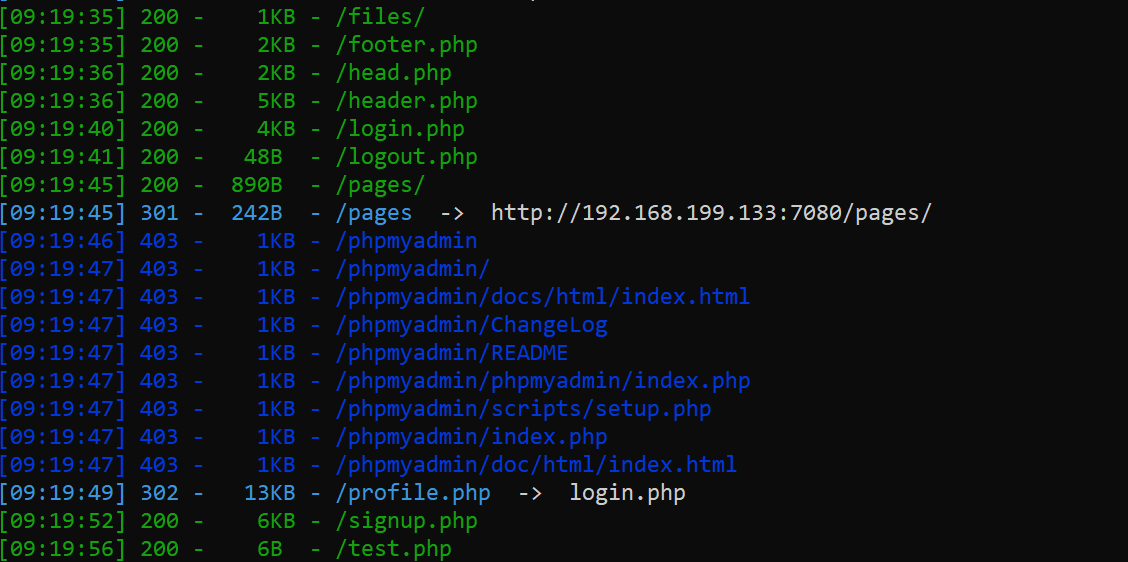 [09:19:35] 200 -    1KB - /files/
[09:19:35] 200 -    2KB - /footer.php
[09:19:36] 200 -    2KB - /head.php
[09:19:36] 200 -    5KB - /header.php
[09:19:40] 200 -    4KB - /login.php
[09:19:41] 200 -   48B  - /logout.php
[09:19:45] 200 -  890B  - /pages/
[09:19:45] 301 -  242B  - /pages  ->  http://192.168.199.133:7080/pages/
[09:19:46] 403 -    1KB - /phpmyadmin
[09:19:47] 403 -    1KB - /phpmyadmin/
[09:19:47] 403 -    1KB - /phpmyadmin/docs/html/index.html
[09:19:47] 403 -    1KB - /phpmyadmin/ChangeLog
[09:19:47] 403 -    1KB - /phpmyadmin/README
[09:19:47] 403 -    1KB - /phpmyadmin/phpmyadmin/index.php
[09:19:47] 403 -    1KB - /phpmyadmin/scripts/setup.php
[09:19:47] 403 -    1KB - /phpmyadmin/index.php
[09:19:47] 403 -    1KB - /phpmyadmin/doc/html/index.html
[09:19:49] 302 -   13KB - /profile.php  ->  login.php
[09:19:52] 200 -    6KB - /signup.php
[09:19:56] 200 -    6B  - /test.php